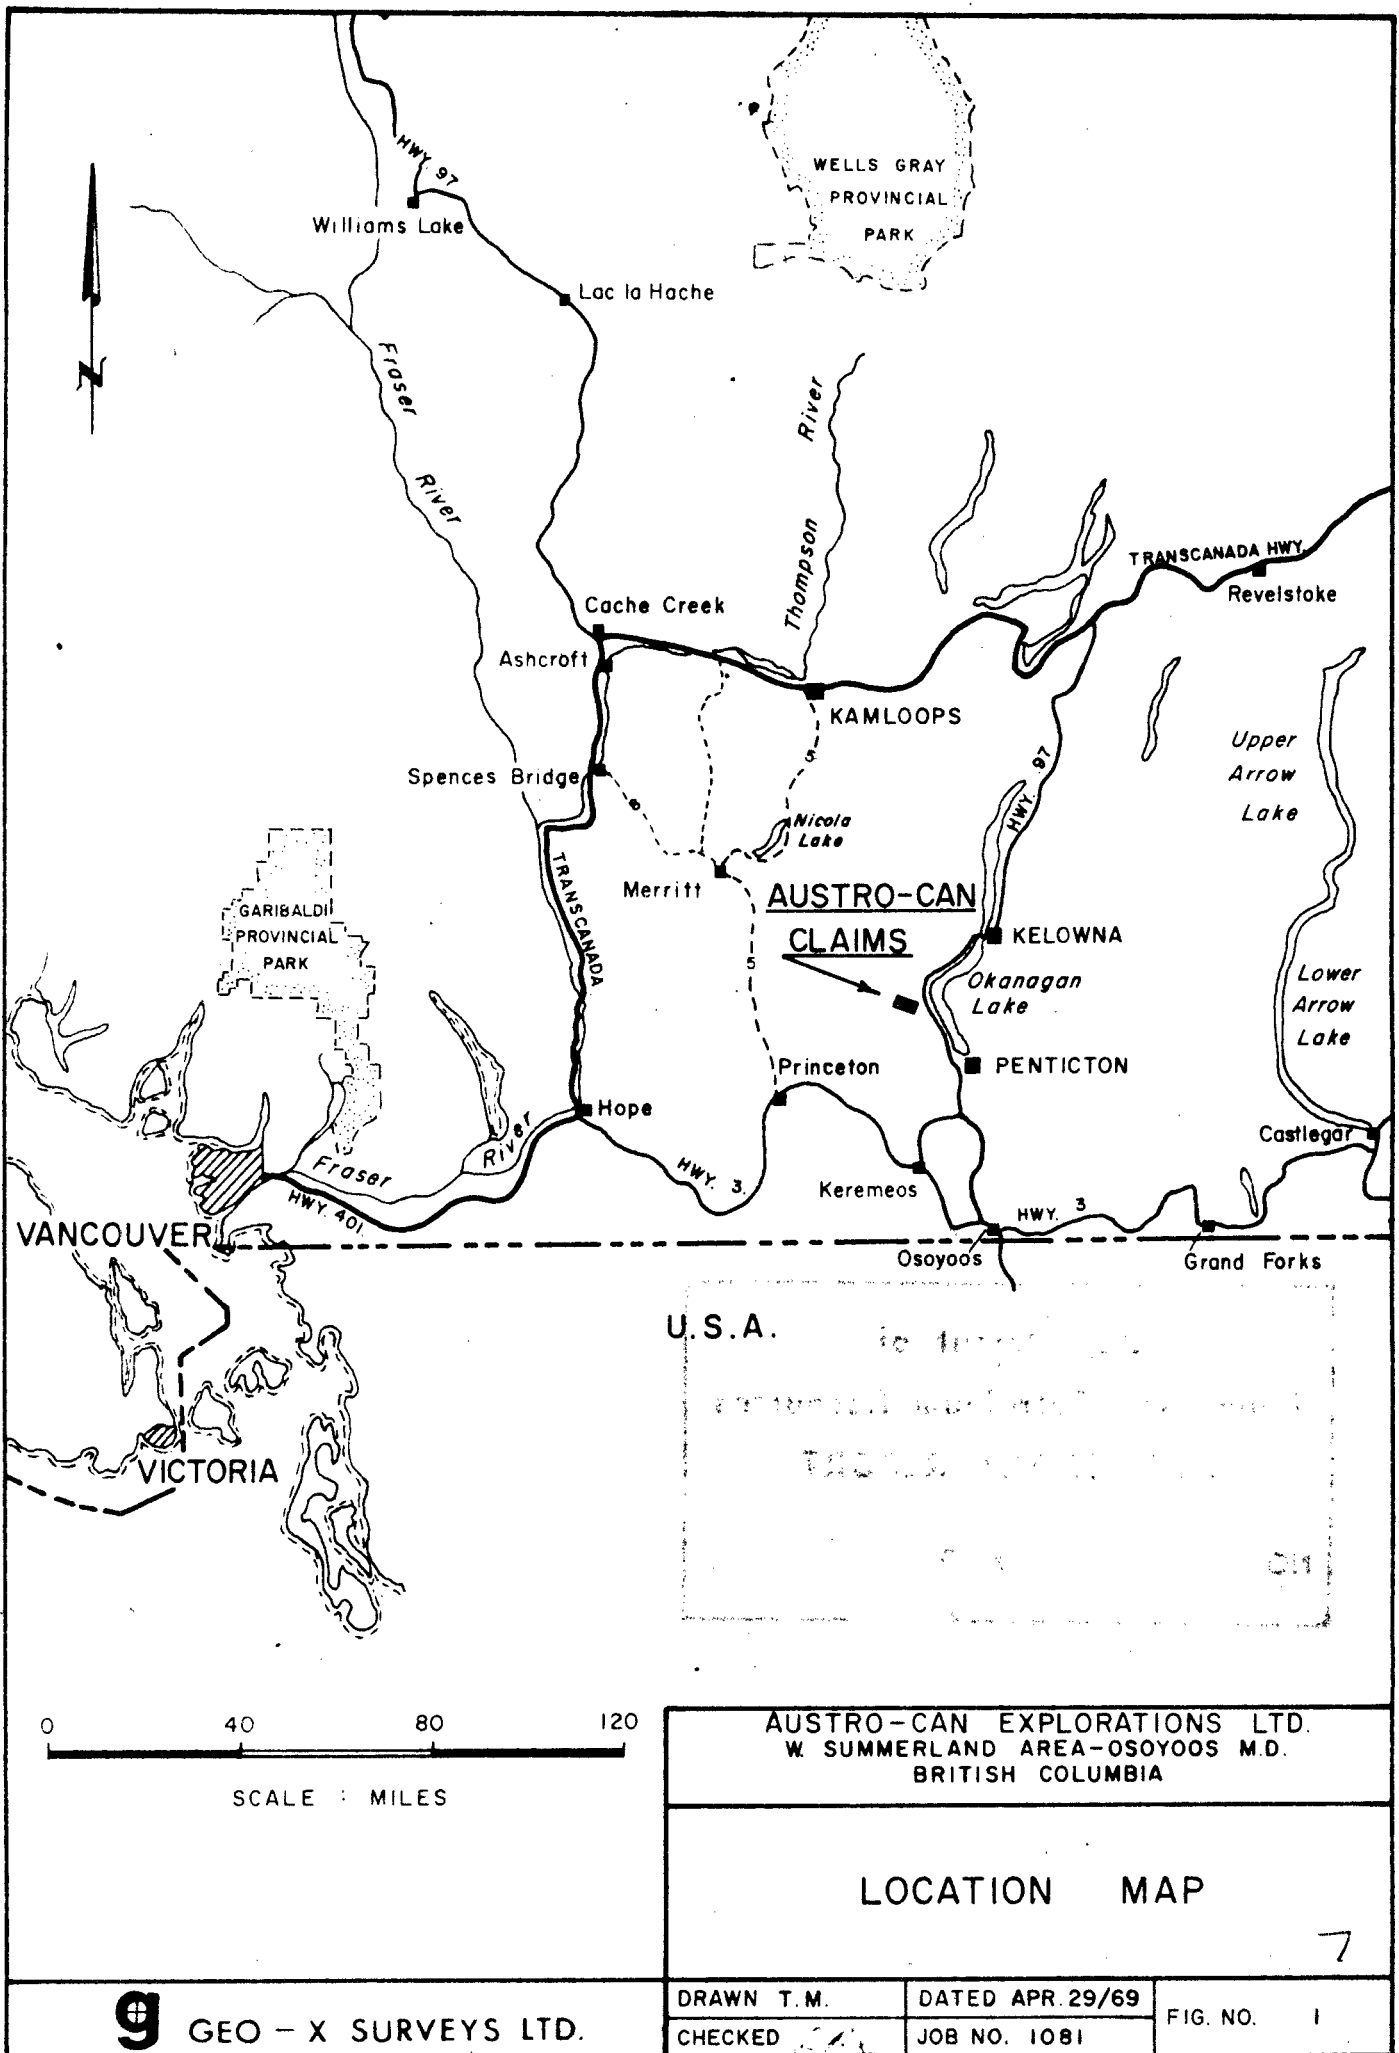 WELLS GRAY
PROVINCIAL
PARK
HWY. 97
Williams Lake
Lac la Hache
N
Fraser
River
Thompson
River
TRANSCANADA HWY.
Revelstoke
Cache Creek
Ashcroft
KAMLOOPS
5
Upper
Arrow
Lake
Spences Bridge
8
HWY. 97
Nicola
Lake
Merritt
TRANSCANADA
AUSTRO-CAN
CLAIMS
GARIBALDI
PROVINCIAL
PARK
KELOWNA
5
Okanagan
Lake
Lower
Arrow
Lake
Princeton
PENTICTON
Hope
Castlegar
Fraser
River
HWY. 3.
Keremeos
HWY. 401
HWY. 3
VANCOUVER
Osoyoos
Grand Forks
U.S.A.
VICTORIA
0 40 80 120
SCALE : MILES
AUSTRO-CAN EXPLORATIONS LTD.
W. SUMMERLAND AREA-OSOYOOS M.D.
BRITISH COLUMBIA
LOCATION MAP
7
g GEO - X SURVEYS LTD.
DRAWN T.M.
DATED APR. 29/69
FIG. NO. 1
CHECKED
JOB NO. 1081